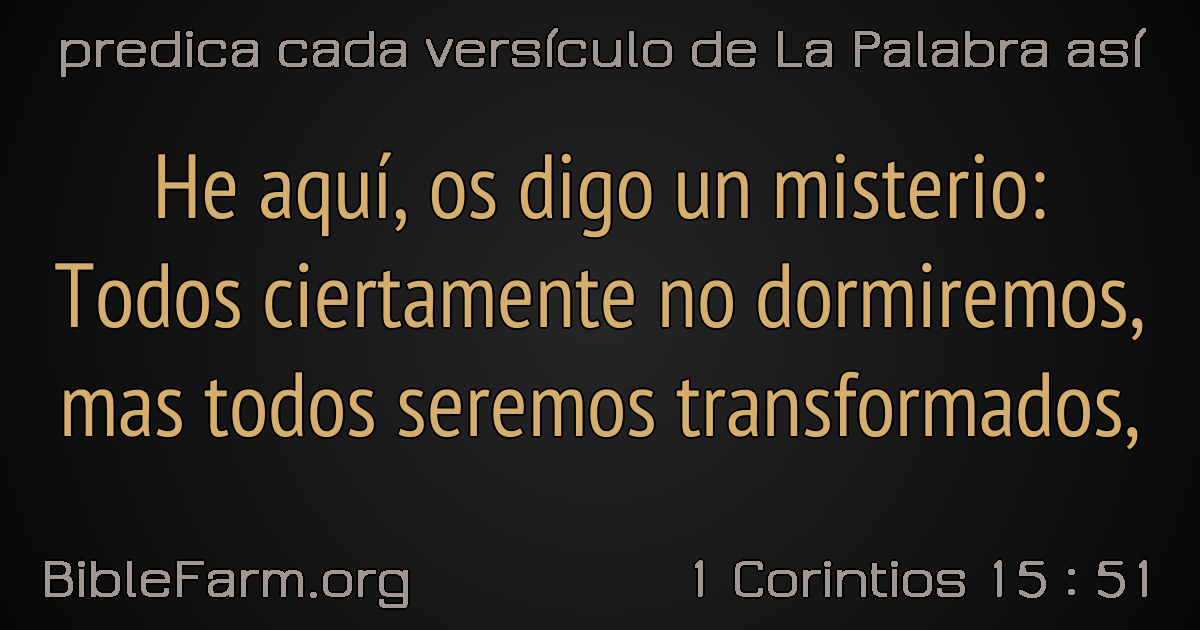 predica cada versículo de La Palabra así
He aquí, os digo un misterio:
Todos ciertamente no dormiremos,
mas todos seremos transformados,
BibleFarm.org
1 Corintios 15 : 51